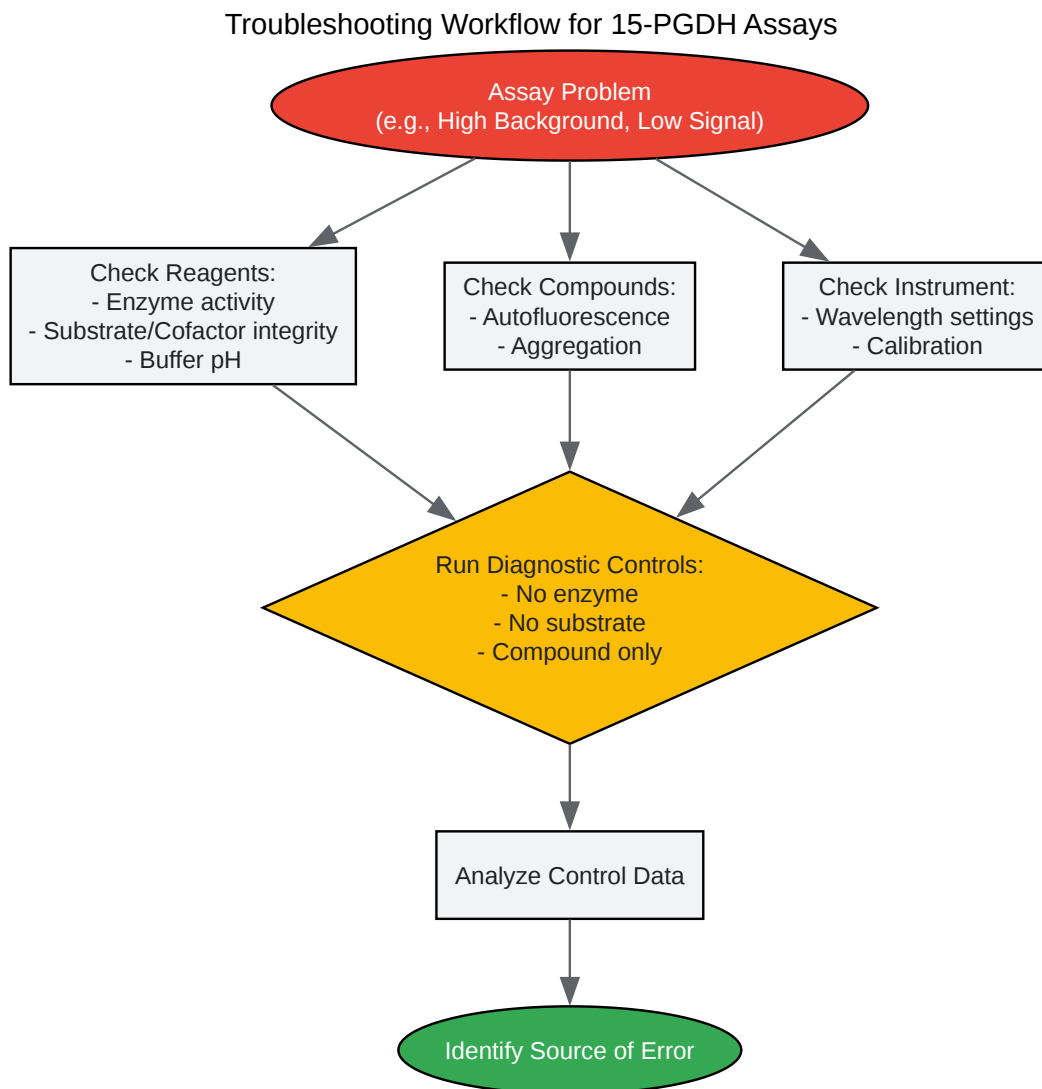 Troubleshooting Workflow for 15-PGDH Assays
Assay Problem
(e.g., High Background, Low Signal)
Check Reagents:
- Enzyme activity
- Substrate/Cofactor integrity
- Buffer pH
Check Compounds:
- Autofluorescence
- Aggregation
Check Instrument:
- Wavelength settings
- Calibration
Run Diagnostic Controls:
- No enzyme
- No substrate
- Compound only
Analyze Control Data
Identify Source of Error